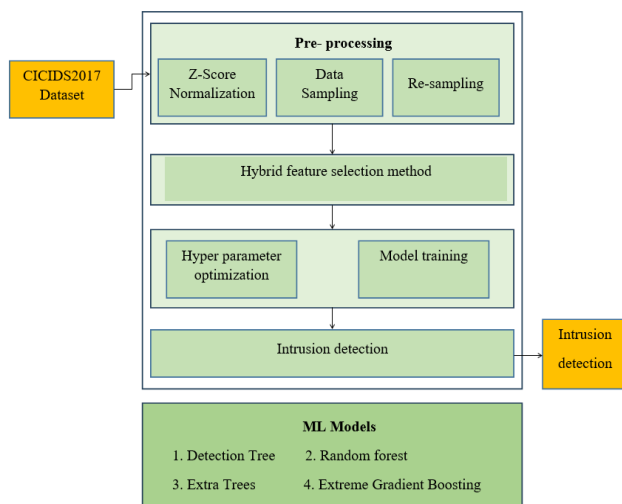 Pre- processing
CICIDS2017
Dataset
Z-Score
Normalization
Data
Sampling
Re-sampling
Hybrid feature selection method
Hyper parameter
optimization
Model training
Intrusion detection
Intrusion
detection
ML Models
1. Detection Tree 2. Random forest
3. Extra Trees 4. Extreme Gradient Boosting